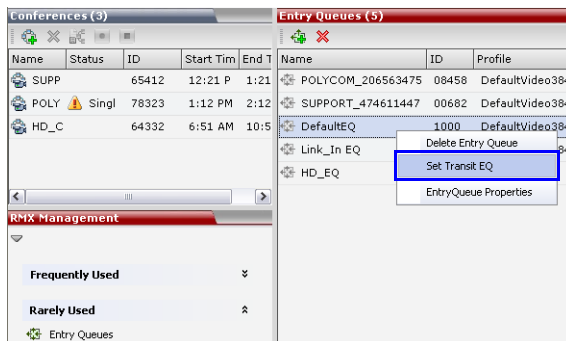 Conferences (3)
Name Status ID Start Tim End T
SUPP 65412 12:21 P 1:21
POLY Singl 78323 1:12 PM 2:12
HD_C 64332 6:51 AM 10:5
RMX Management
Frequently Used
Rarely Used
Entry Queues
Entry Queues (5)
Name ID Profile
POLYCOM_206563475 08458 DefaultVideo384
SUPPORT_474611447 00682 DefaultVideo384
DefaultEQ 1000 DefaultVideo384
Link_In EQ
HD_EQ
Delete Entry Queue
Set Transit EQ
EntryQueue Properties